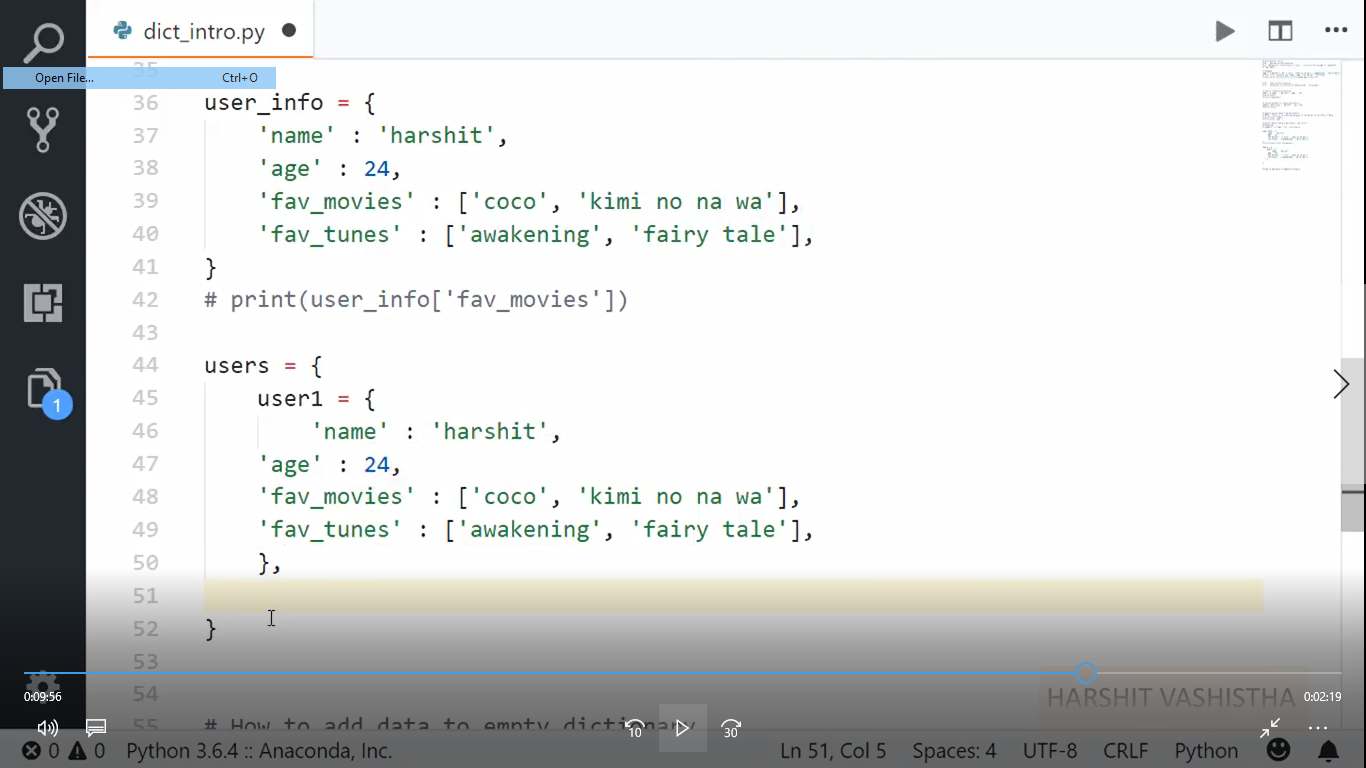 dict_intro.py
Open File... Ctrl+O
35
36 user_info = {
37 'name' : 'harshit',
38 'age' : 24,
39 'fav_movies' : ['coco', 'kimi no na wa'],
40 'fav_tunes' : ['awakening', 'fairy tale'],
41 }
42 # print(user_info['fav_movies'])
43
44 users = {
45 user1 = {
46 'name' : 'harshit',
47 'age' : 24,
48 'fav_movies' : ['coco', 'kimi no na wa'],
49 'fav_tunes' : ['awakening', 'fairy tale'],
50 },
51
52 }
53
54
55 # How to add data to empty dictionary
1
0:09:56
HARSHIT VASHISTHA
0:02:19
10
30
0 0 Python 3.6.4 :: Anaconda, Inc. Ln 51, Col 5 Spaces: 4 UTF-8 CRLF Python